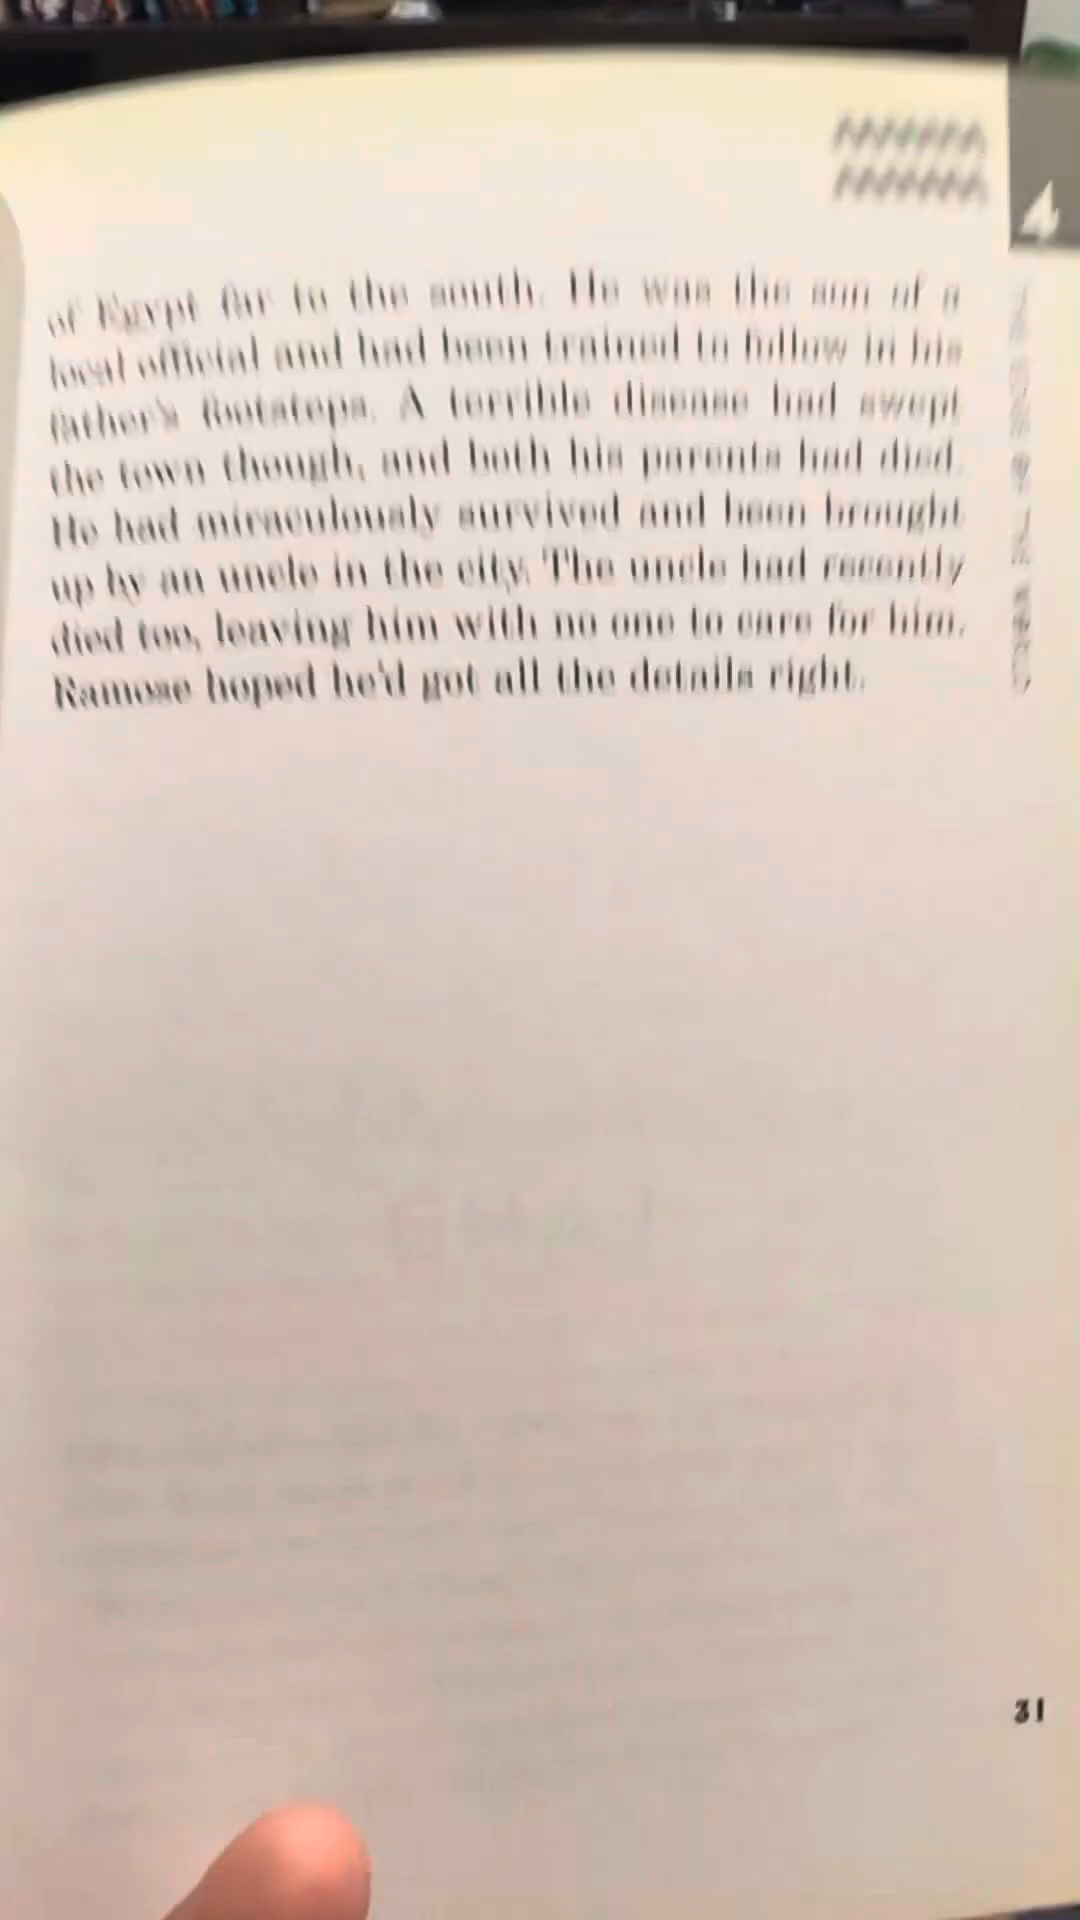 4
of Egypt far to the south. He was the son of a
local official and had been trained to follow in his
father's footsteps. A terrible disease had swept
the town though, and both his parents had died.
He had miraculously survived and been brought
up by an uncle in the city. The uncle had recently
died too, leaving him with no one to care for him.
Ramose hoped he'd got all the details right.
31